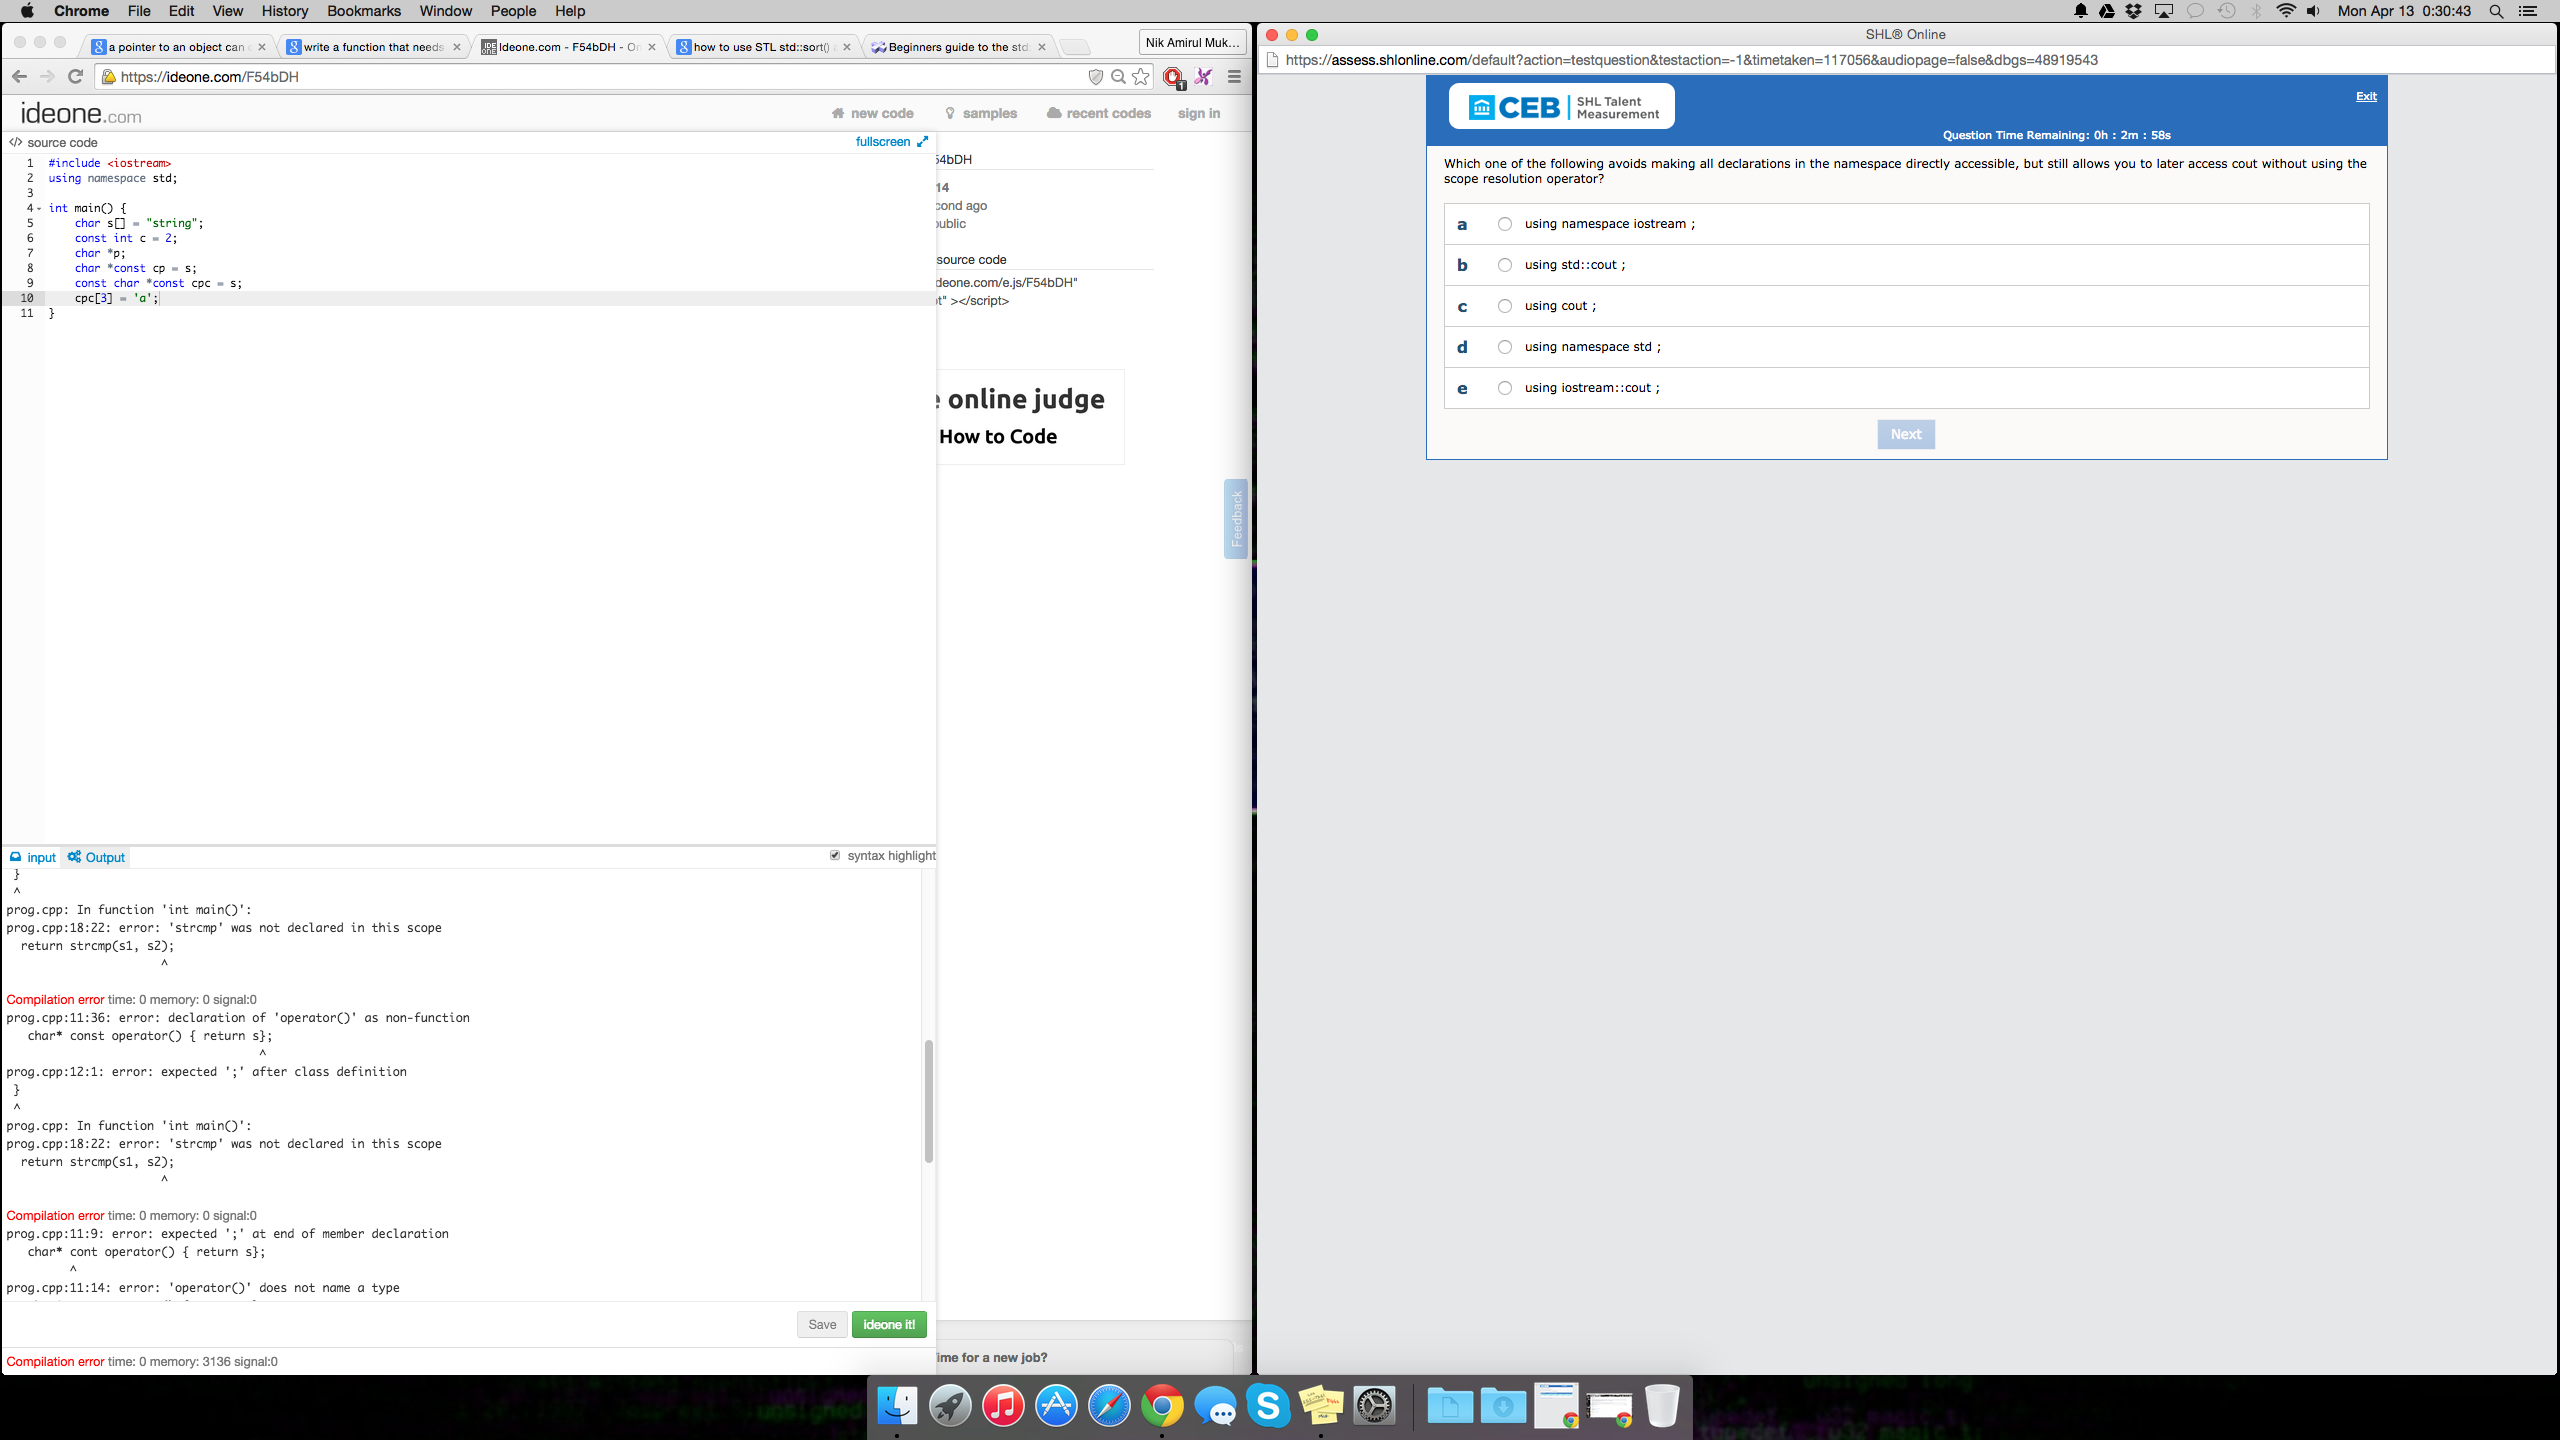 Chrome File Edit View History Bookmarks Window People Help
Mon Apr 13 0:30:43
a pointer to an object can
write a function that needs
Ideone.com - F54bDH - On
how to use STL std::sort()
Beginners guide to the std
Nik Amirul Muk...
https://ideone.com/F54bDH
ideone.com
new code
samples
recent codes
sign in
</> source code
fullscreen
1 #include <iostream>
2 using namespace std;
3
4 int main() {
5 char s[] = "string";
6 const int c = 2;
7 char *p;
8 char *const cp = s;
9 const char *const cpc = s;
10 cpc[3] = 'a';
11 }
54bDH
14
cond ago
public
source code
deone.com/e.js/F54bDH"
t" ></script>
e online judge
How to Code
Feedback
input
Output
syntax highlight
}
^
prog.cpp: In function 'int main()':
prog.cpp:18:22: error: 'strcmp' was not declared in this scope
return strcmp(s1, s2);
^
Compilation error time: 0 memory: 0 signal:0
prog.cpp:11:36: error: declaration of 'operator()' as non-function
char* const operator() { return s};
^
prog.cpp:12:1: error: expected ';' after class definition
}
^
prog.cpp: In function 'int main()':
prog.cpp:18:22: error: 'strcmp' was not declared in this scope
return strcmp(s1, s2);
^
Compilation error time: 0 memory: 0 signal:0
prog.cpp:11:9: error: expected ';' at end of member declaration
char* cont operator() { return s};
^
prog.cpp:11:14: error: 'operator()' does not name a type
Save
ideone it!
Compilation error time: 0 memory: 3136 signal:0
ime for a new job?
SHL® Online
https://assess.shlonline.com/default?action=testquestion&testaction=-1&timetaken=117056&audiopage=false&dbgs=48919543
CEB
SHL Talent
Measurement
Exit
Question Time Remaining: 0h : 2m : 58s
Which one of the following avoids making all declarations in the namespace directly accessible, but still allows you to later access cout without using the
scope resolution operator?
a using namespace iostream ;
b using std::cout ;
c using cout ;
d using namespace std ;
e using iostream::cout ;
Next